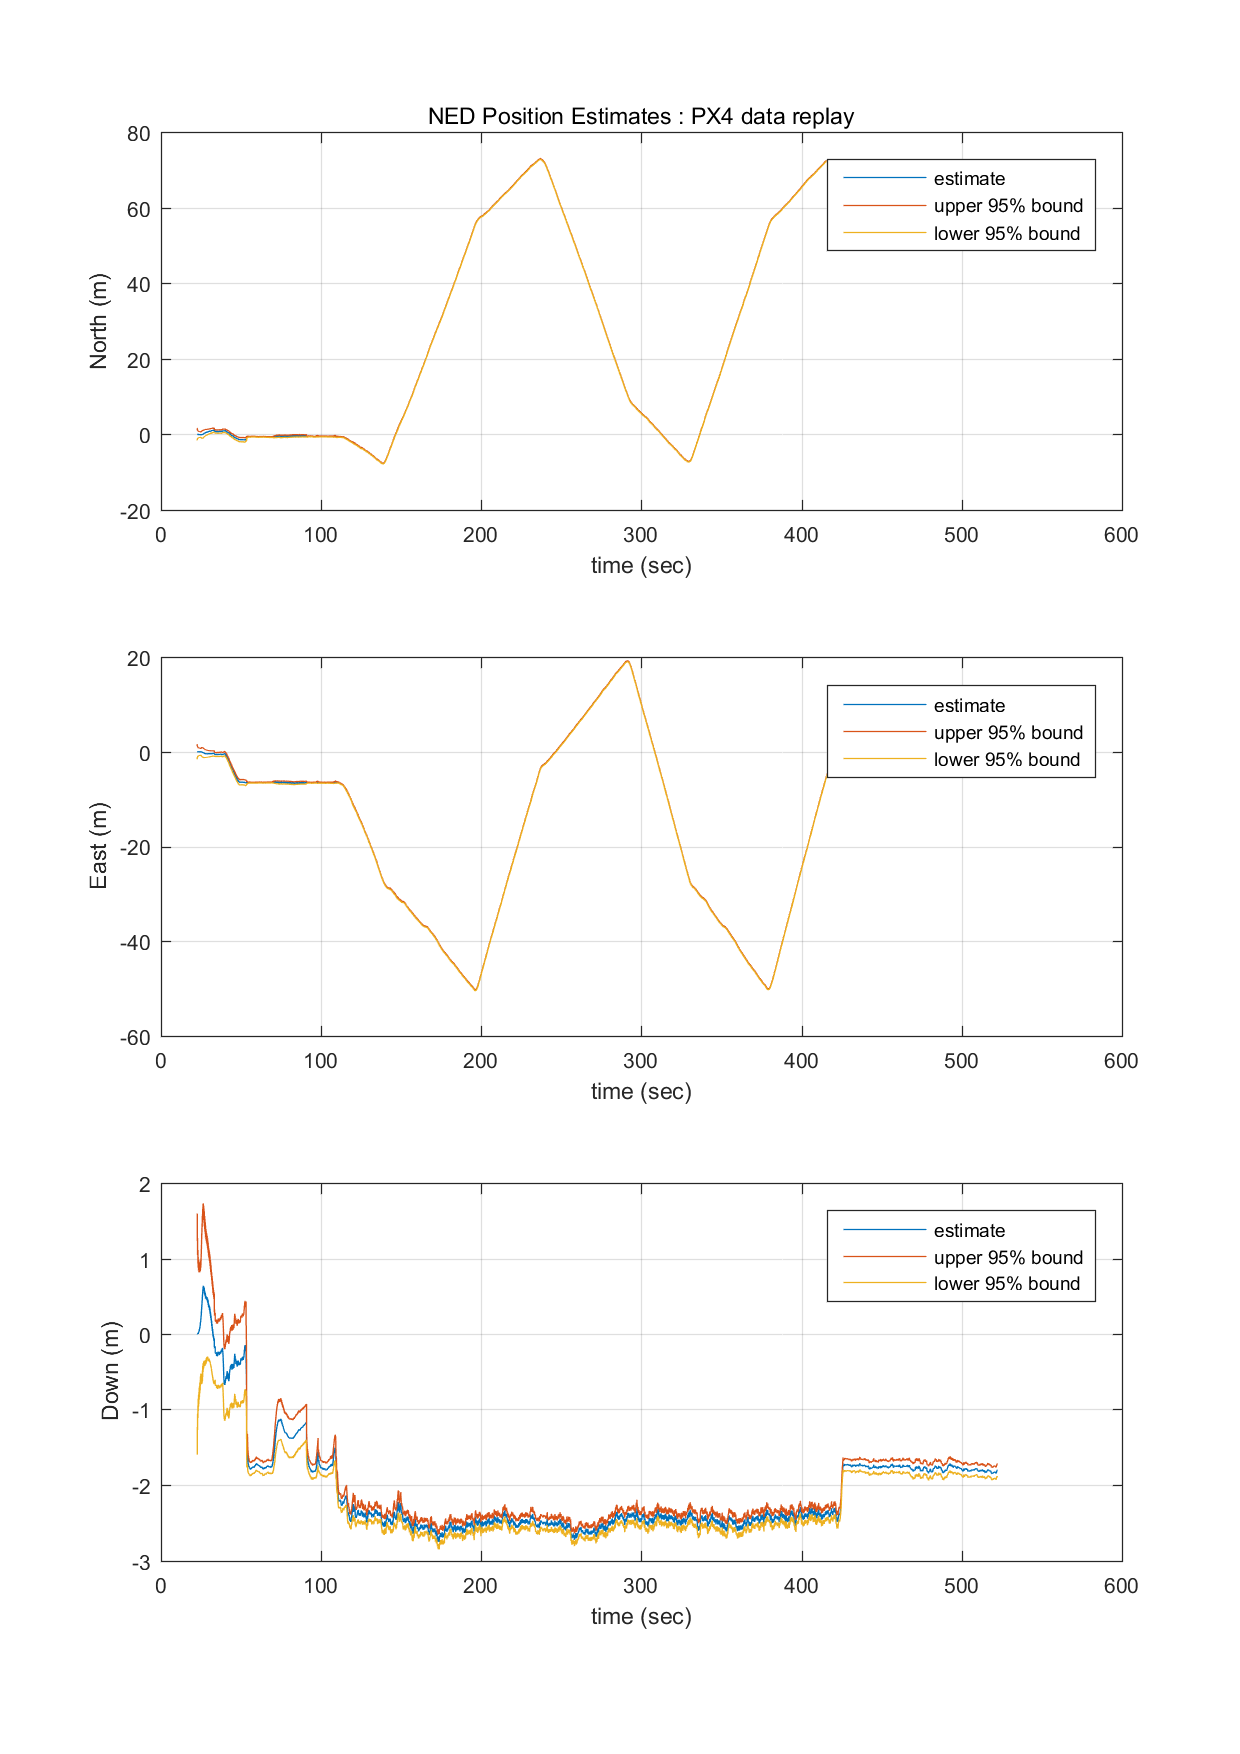 NED Position Estimates : PX4 data replay
80
60
40
20
0
-20
North (m)
estimate
upper 95% bound
lower 95% bound
0 100 200 300 400 500 600
time (sec)
20
0
-20
-40
-60
East (m)
estimate
upper 95% bound
lower 95% bound
0 100 200 300 400 500 600
time (sec)
2
1
0
-1
-2
-3
Down (m)
estimate
upper 95% bound
lower 95% bound
0 100 200 300 400 500 600
time (sec)